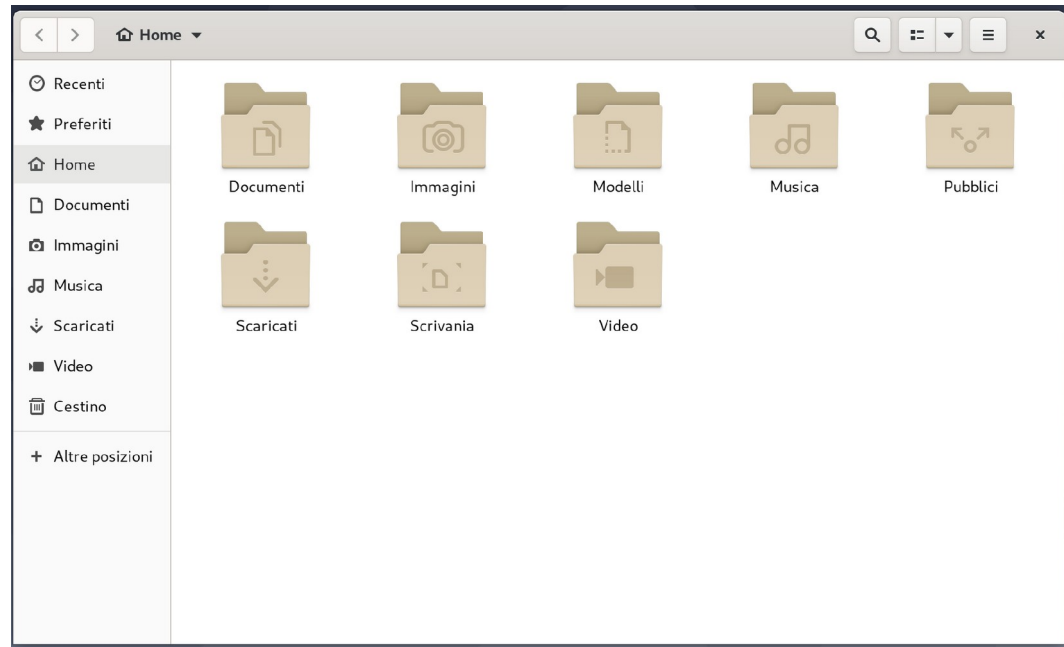 Home
Recenti
Preferiti
Home
Documenti
Immagini
Musica
Scaricati
Video
Cestino
Altre posizioni
Documenti Immagini Modelli Musica Pubblici
Scaricati Scrivania Video